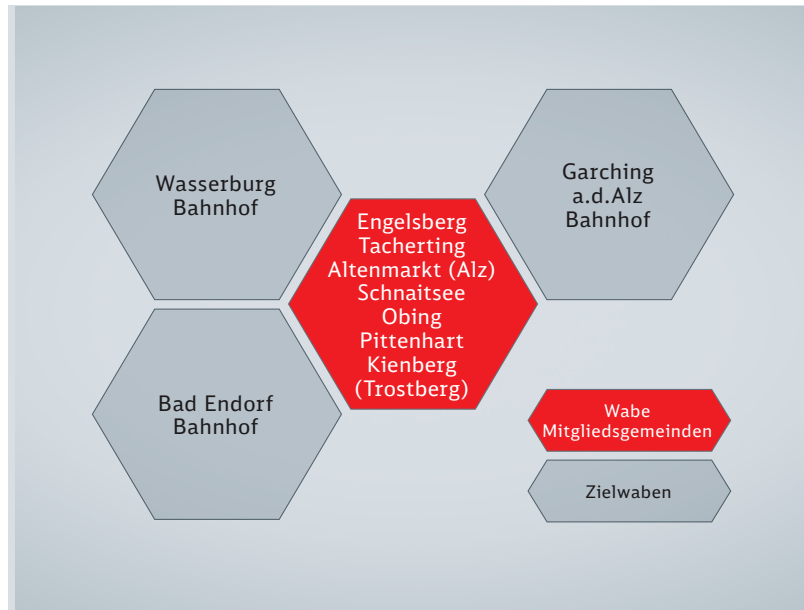 Wasserburg
Bahnhof
Garching
a.d.Alz
Bahnhof
Engelsberg
Tacherting
Altenmarkt (Alz)
Schnaitsee
Obing
Pittenhart
Kienberg
(Trostberg)
Bad Endorf
Bahnhof
Wabe
Mitgliedsgemeinden
Zielwaben